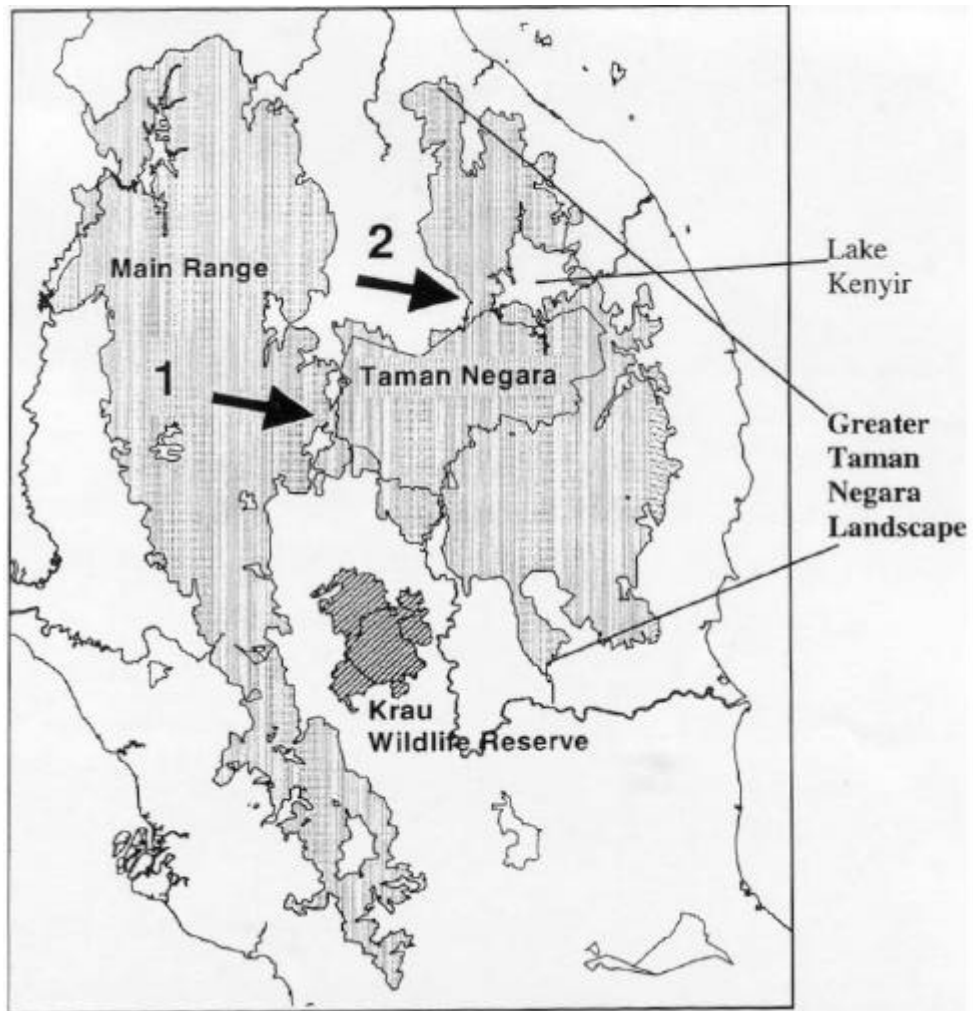 2
Main Range
Lake
Kenyir
1
Taman Negara
Greater
Taman
Negara
Landscape
Krau
Wildlife Reserve